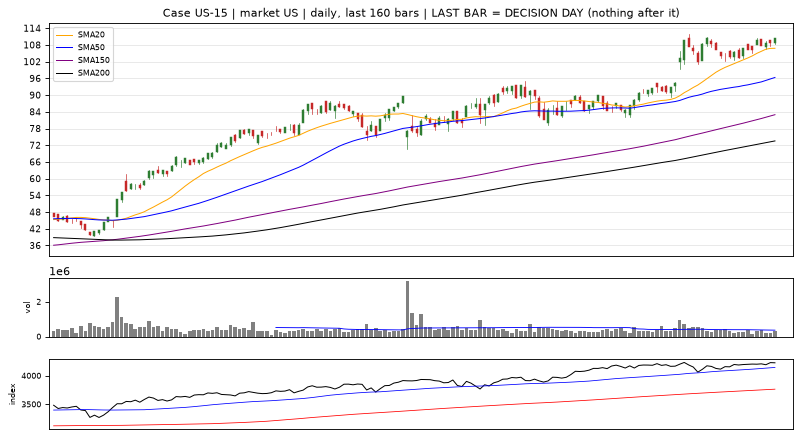 Case US-15 | market US | daily, last 160 bars | LAST BAR = DECISION DAY (nothing after it)
114
108
102
96
90
84
78
72
66
60
54
48
42
36
SMA20
SMA50
SMA150
SMA200
1e6
2
0
vol
4000
3500
index